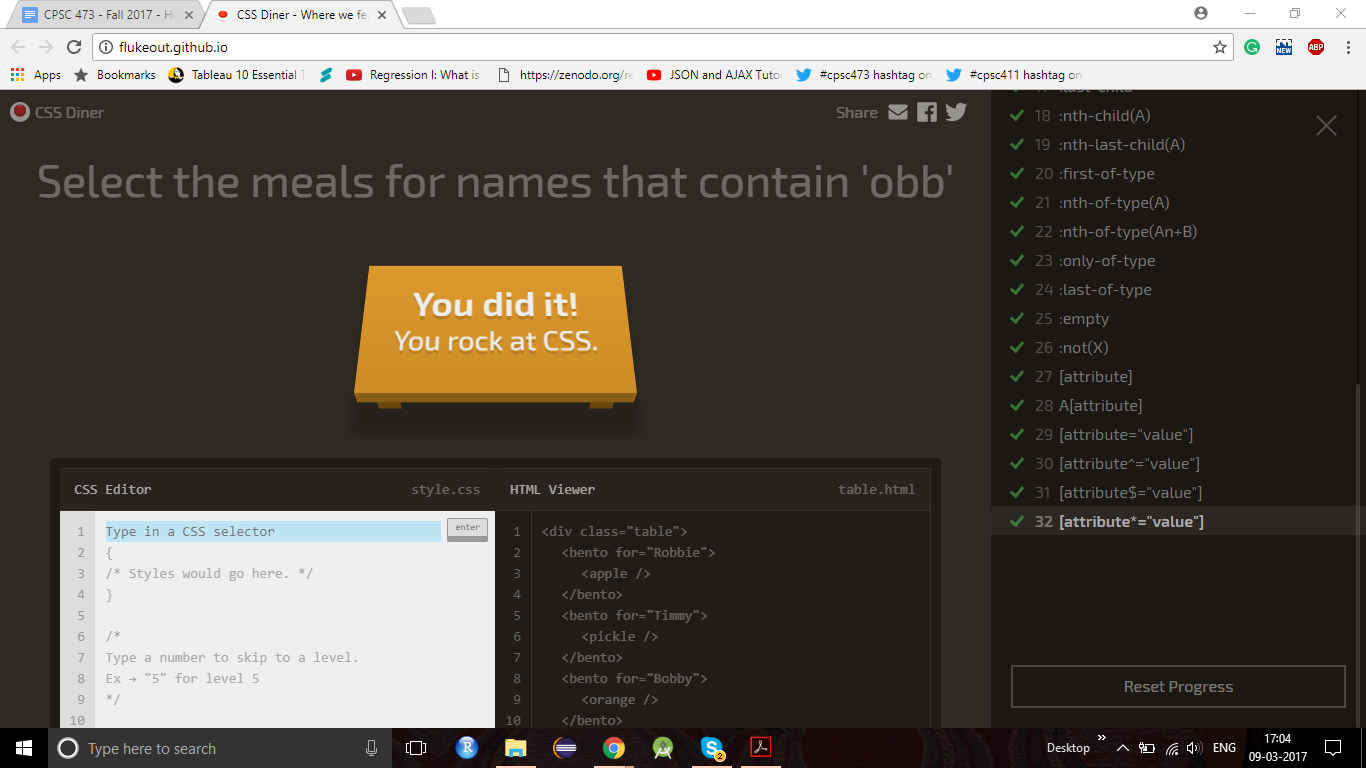 CPSC 473 - Fall 2017 - Ho
CSS Diner - Where we fea
flukeout.github.io
ABP
NEW
Apps
Bookmarks
Tableau 10 Essential T
Regression I: What is
https://zenodo.org/re
JSON and AJAX Tutor
#cpsc473 hashtag on
#cpsc411 hashtag on
CSS Diner
Share
Select the meals for names that contain 'obb'
You did it!
You rock at CSS.
CSS Editor
style.css
1 Type in a CSS selector
enter
2 {
3 /* Styles would go here. */
4 }
5
6 /*
7 Type a number to skip to a level.
8 Ex → "5" for level 5
9 */
10
HTML Viewer
table.html
1 <div class="table">
2 <bento for="Robbie">
3 <apple />
4 </bento>
5 <bento for="Timmy">
6 <pickle />
7 </bento>
8 <bento for="Bobby">
9 <orange />
10 </bento>
:last-child
18 :nth-child(A)
19 :nth-last-child(A)
20 :first-of-type
21 :nth-of-type(A)
22 :nth-of-type(An+B)
23 :only-of-type
24 :last-of-type
25 :empty
26 :not(X)
27 [attribute]
28 A[attribute]
29 [attribute="value"]
30 [attribute^="value"]
31 [attribute$="value"]
32 [attribute*="value"]
Reset Progress
Type here to search
R
2
Desktop
ENG
17:04
09-03-2017